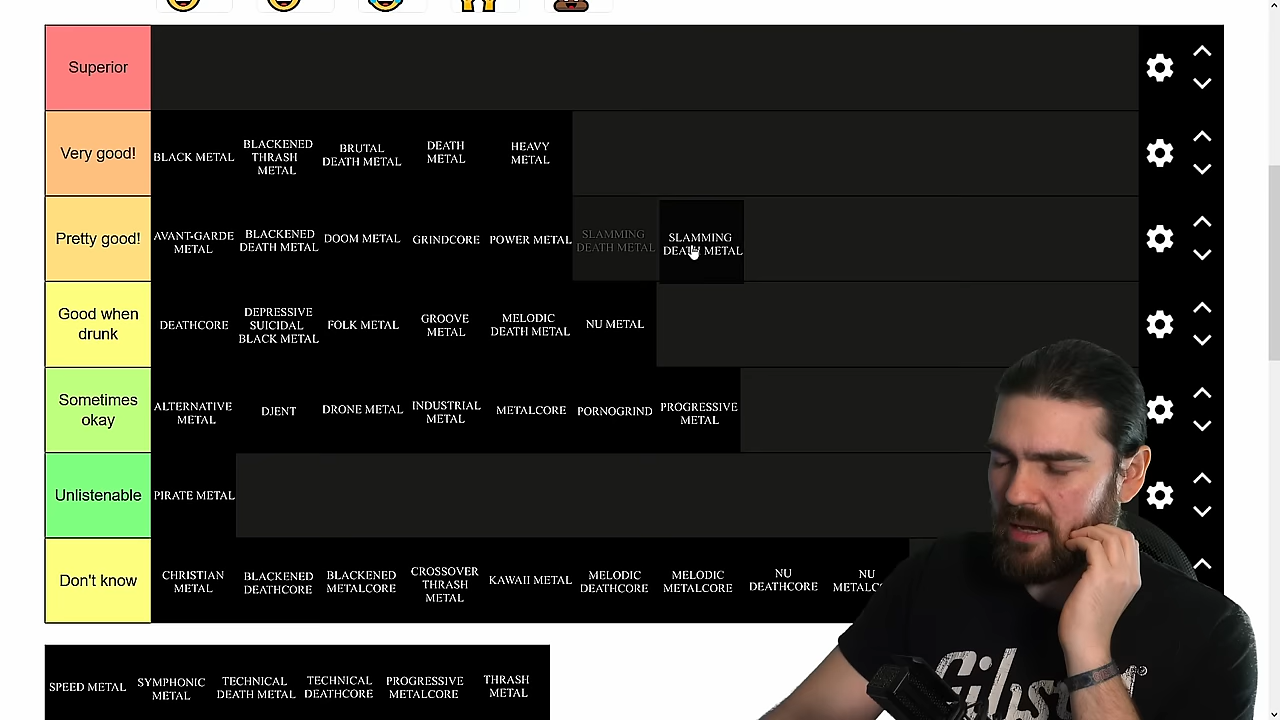 Superior
Very good!
BLACK METAL
BLACKENED
THRASH
METAL
BRUTAL
DEATH METAL
DEATH
METAL
HEAVY
METAL
Pretty good!
AVANT-GARDE
METAL
BLACKENED
DEATH METAL
DOOM METAL
GRINDCORE
POWER METAL
SLAMMING
DEATH METAL
SLAMMING
DEATH METAL
Good when
drunk
DEATHCORE
DEPRESSIVE
SUICIDAL
BLACK METAL
FOLK METAL
GROOVE
METAL
MELODIC
DEATH METAL
NU METAL
Sometimes
okay
ALTERNATIVE
METAL
DJENT
DRONE METAL
INDUSTRIAL
METAL
METALCORE
PORNOGRIND
PROGRESSIVE
METAL
Unlistenable
PIRATE METAL
Don't know
CHRISTIAN
METAL
BLACKENED
DEATHCORE
BLACKENED
METALCORE
CROSSOVER
THRASH
METAL
KAWAII METAL
MELODIC
DEATHCORE
MELODIC
METALCORE
NU
DEATHCORE
NU
METALC
SPEED METAL
SYMPHONIC
METAL
TECHNICAL
DEATH METAL
TECHNICAL
DEATHCORE
PROGRESSIVE
METALCORE
THRASH
METAL
Gibson